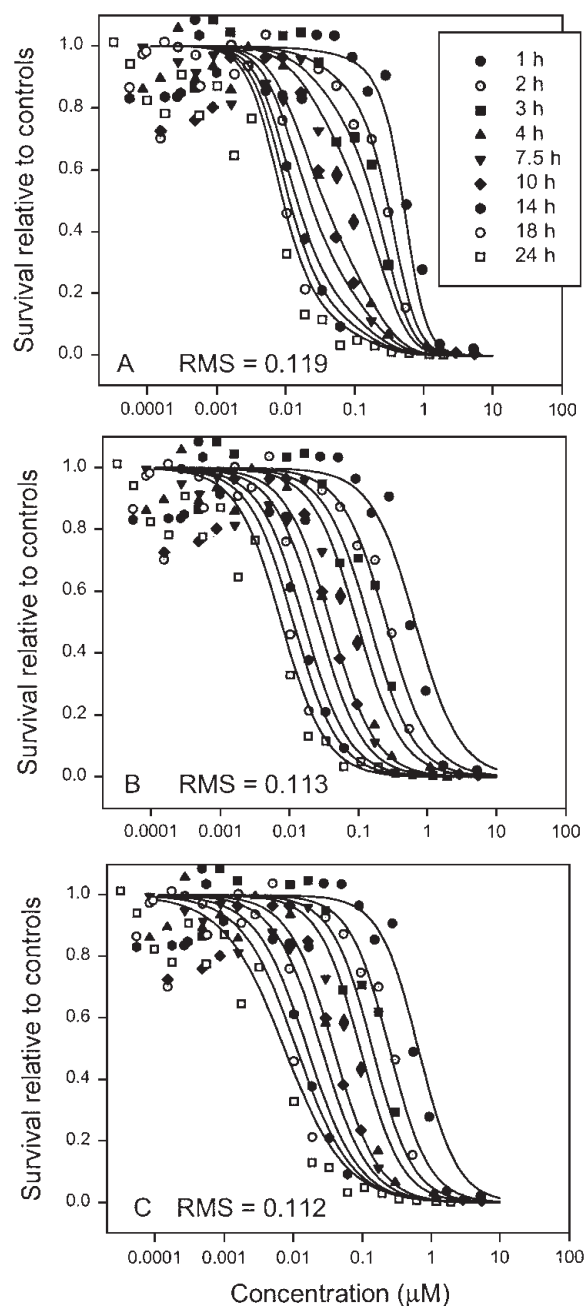 Survival relative to controls
1.0
0.8
0.6
0.4
0.2
0.0
1 h
2 h
3 h
4 h
7.5 h
10 h
14 h
18 h
24 h
A RMS = 0.119
0.0001 0.001 0.01 0.1 1 10 100
Survival relative to controls
1.0
0.8
0.6
0.4
0.2
0.0
B RMS = 0.113
0.0001 0.001 0.01 0.1 1 10 100
Survival relative to controls
1.0
0.8
0.6
0.4
0.2
0.0
C RMS = 0.112
0.0001 0.001 0.01 0.1 1 10 100
Concentration (μM)